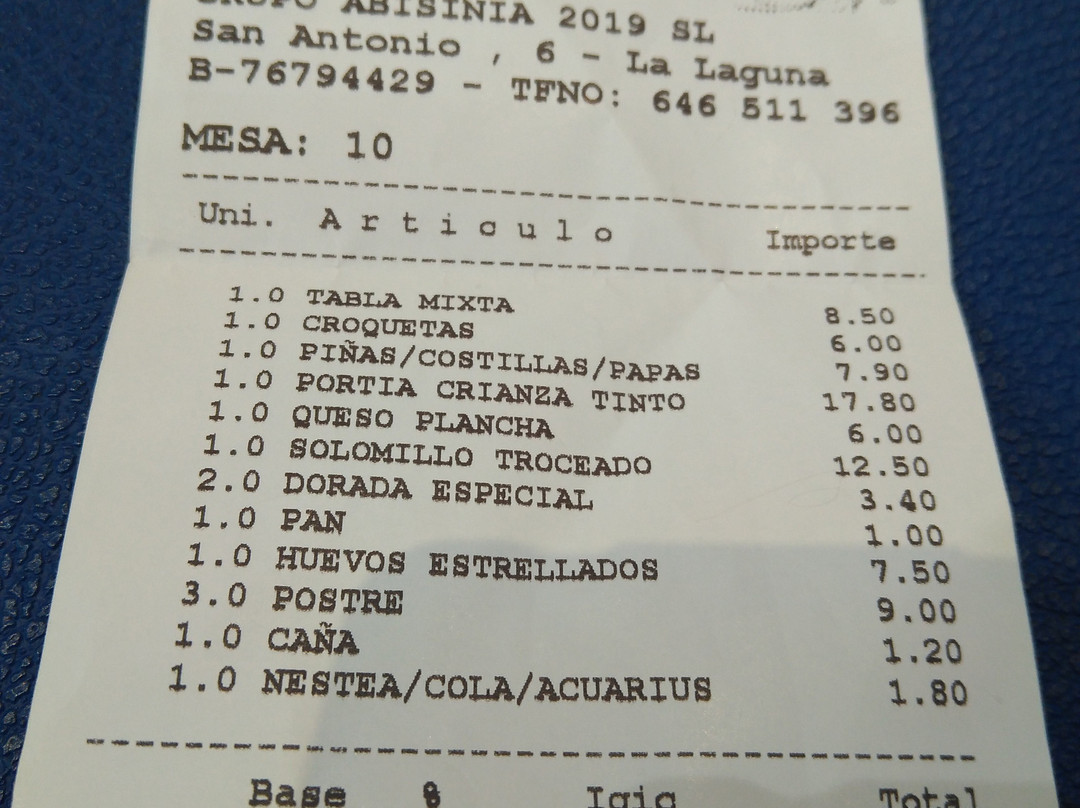 GRUPO ABISINIA 2019 SL
San Antonio , 6 - La Laguna
B-76794429 - TFNO: 646 511 396
MESA: 10
Uni. A r t i c u l o Importe
1.0 TABLA MIXTA 8.50
1.0 CROQUETAS 6.00
1.0 PIÑAS/COSTILLAS/PAPAS 7.90
1.0 PORTIA CRIANZA TINTO 17.80
1.0 QUESO PLANCHA 6.00
1.0 SOLOMILLO TROCEADO 12.50
2.0 DORADA ESPECIAL 3.40
1.0 PAN 1.00
1.0 HUEVOS ESTRELLADOS 7.50
3.0 POSTRE 9.00
1.0 CAÑA 1.20
1.0 NESTEA/COLA/ACUARIUS 1.80
Base % Igic Total